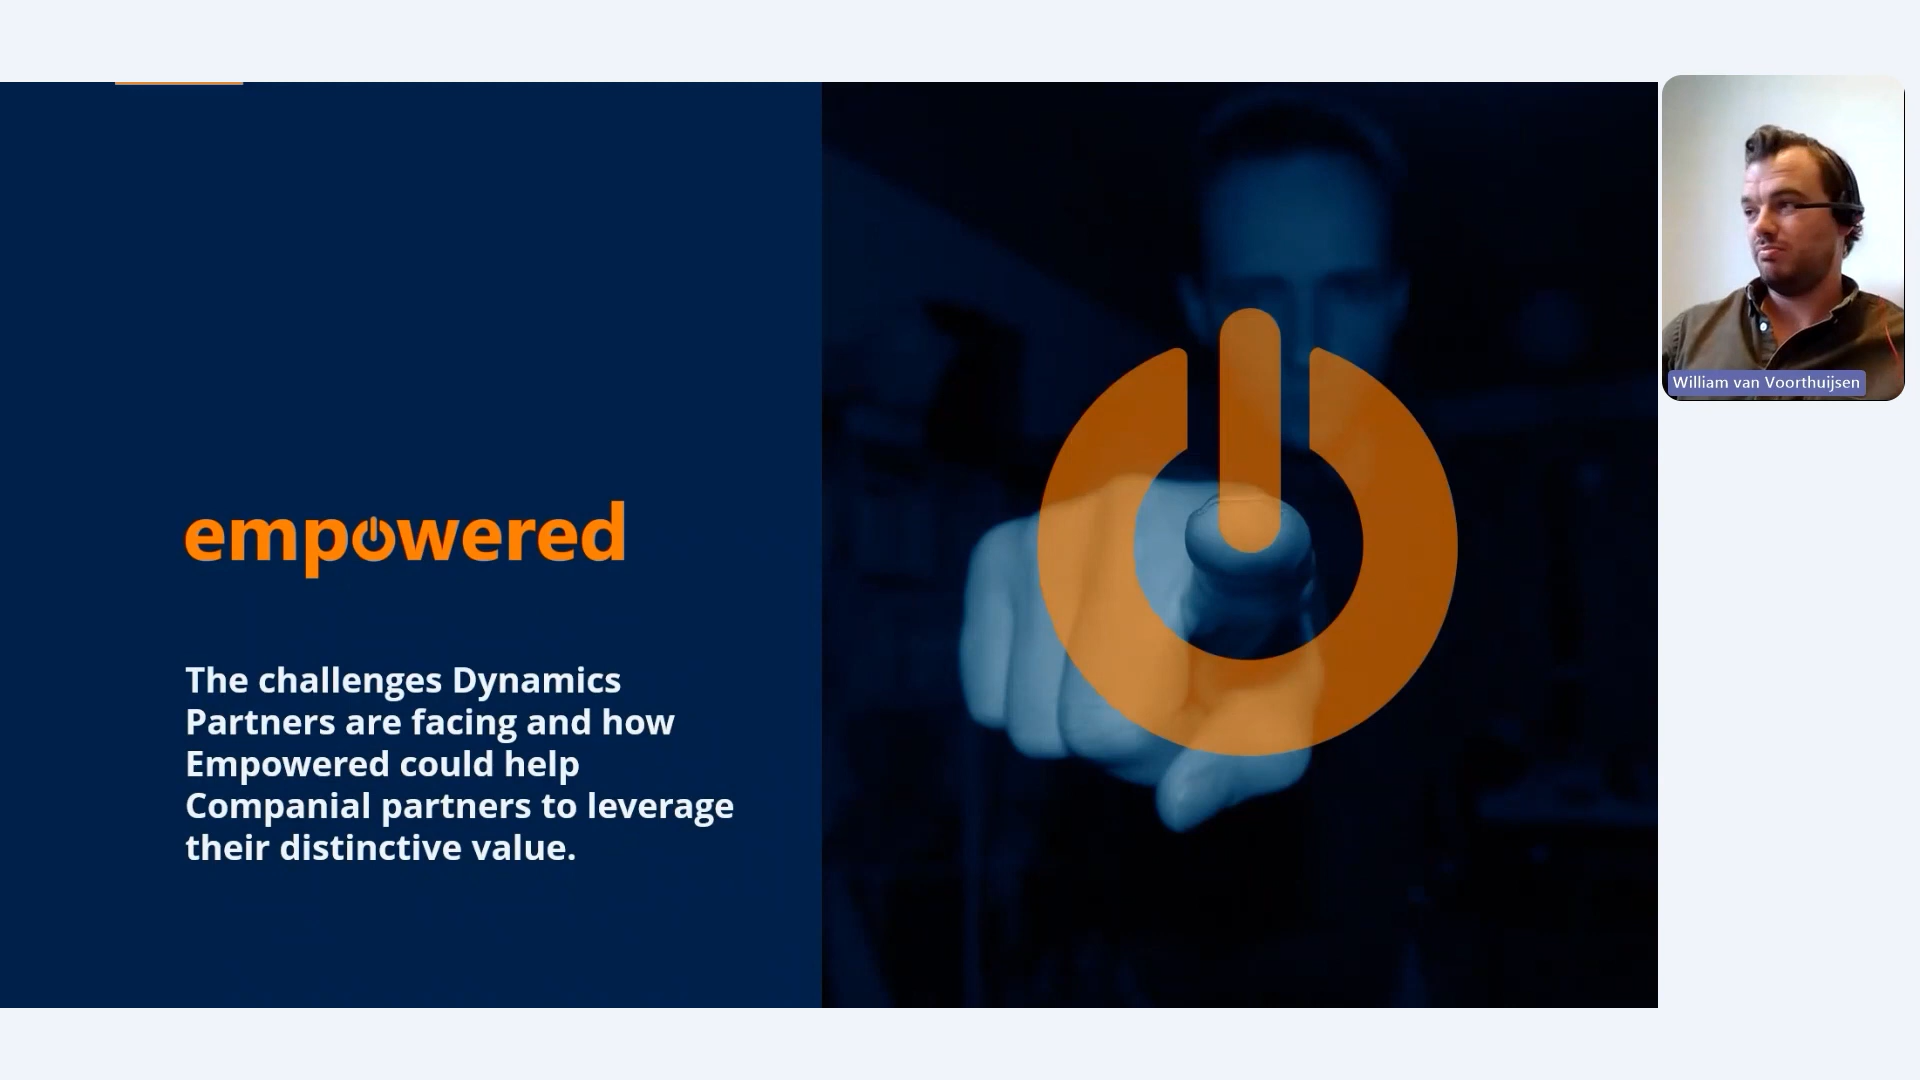 empowered
The challenges Dynamics
Partners are facing and how
Empowered could help
Companial partners to leverage
their distinctive value.
William van Voorthuijsen